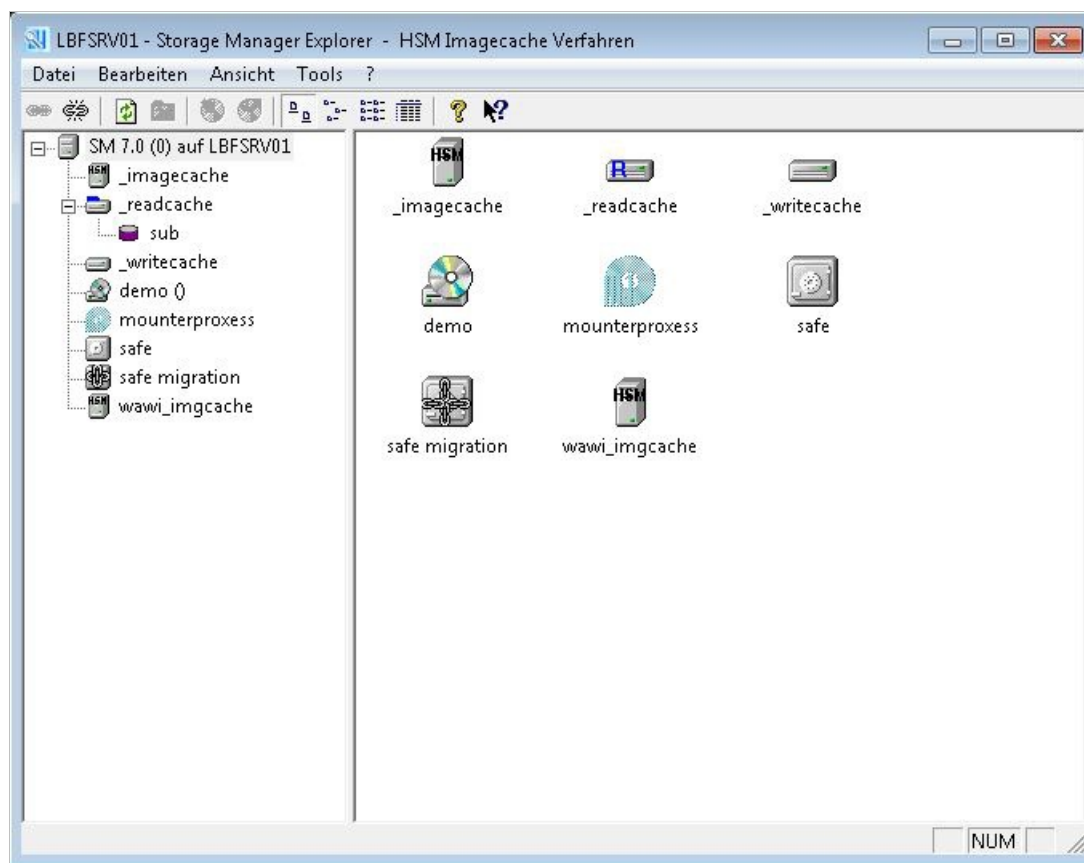 LBFSRV01 - Storage Manager Explorer - HSM Imagecache Verfahren
Datei Bearbeiten Ansicht Tools ?
SM 7.0 (0) auf LBFSRV01
HSM _imagecache
_readcache
sub
_writecache
demo ()
mounterproxess
safe
safe migration
HSM wawi_imgcache
HSM R
_imagecache _readcache _writecache
demo mounterproxess safe
HSM
safe migration wawi_imgcache
NUM